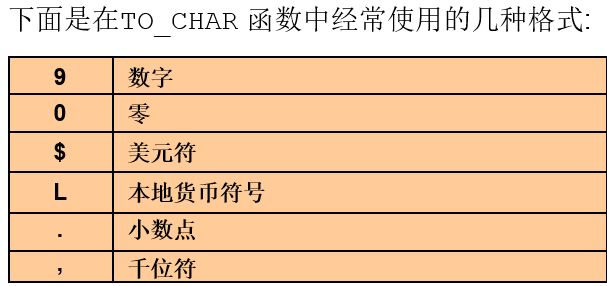 下面是在TO_CHAR 函数中经常使用的几种格式:
9 数字
0 零
$ 美元符
L 本地货币符号
. 小数点
, 千位符